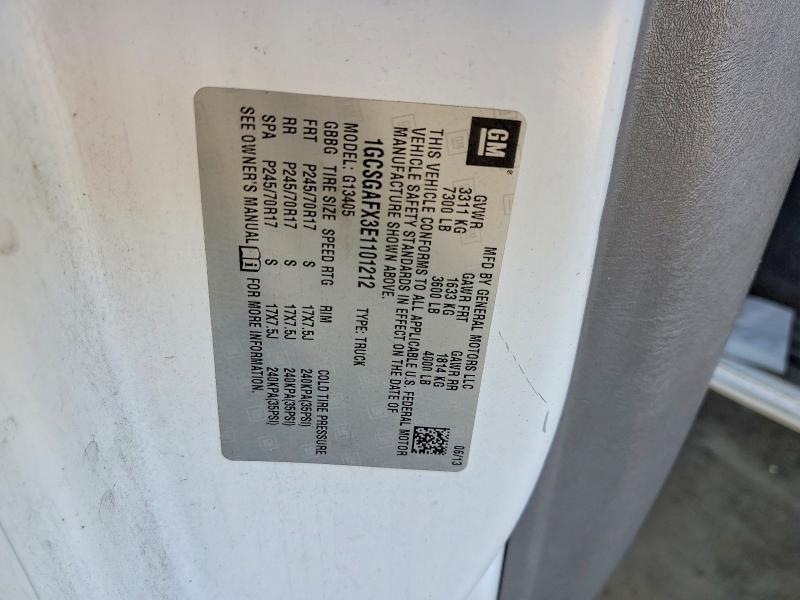 GM
®
MFD BY GENERAL MOTORS LLC 06/13
GVWR GAWR FRT GAWR RR
3311 KG 1633 KG 1814 KG
7300 LB 3600 LB 4000 LB
THIS VEHICLE CONFORMS TO ALL APPLICABLE U.S. FEDERAL MOTOR
VEHICLE SAFETY STANDARDS IN EFFECT ON THE DATE OF
MANUFACTURE SHOWN ABOVE.
1GCSGAFX3E1101212 TYPE: TRUCK
MODEL: G13405
GBBG TIRE SIZE SPEED RTG RIM COLD TIRE PRESSURE
FRT P245/70R17 S 17X7.5J 240KPA(35PSI)
RR P245/70R17 S 17X7.5J 240KPA(35PSI)
SPA P245/70R17 S 17X7.5J 240KPA(35PSI)
SEE OWNER'S MANUAL FOR MORE INFORMATION.